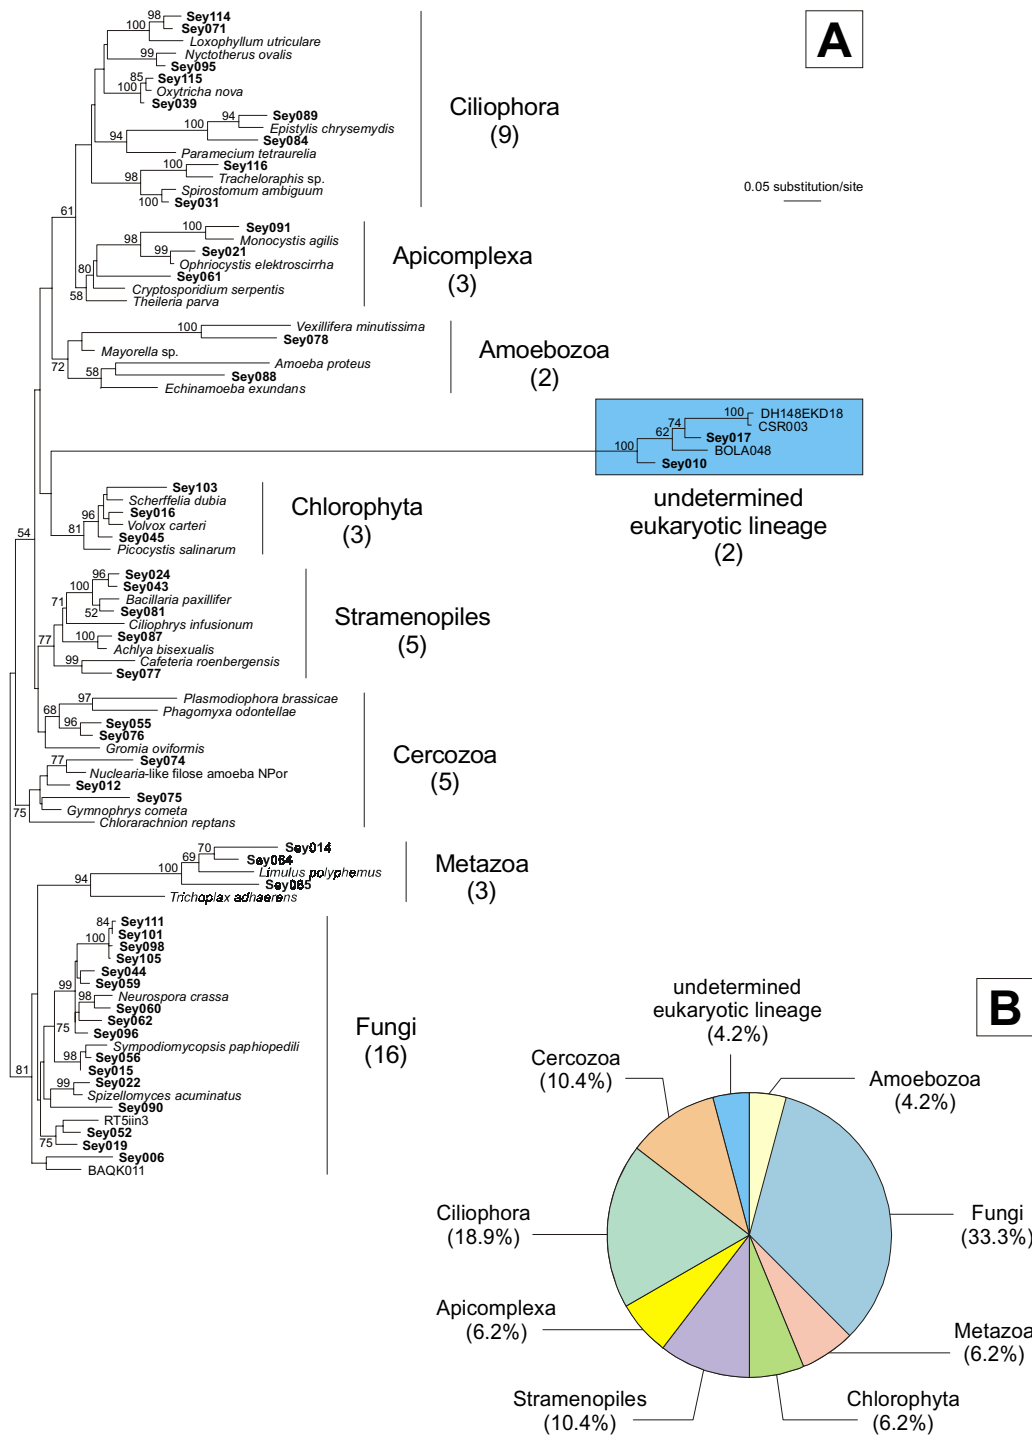 A
98 Sey114
100 Sey071
Loxophyllum utriculare
Nyctotherus ovalis
99 Sey095
85 Sey115
100 Oxytricha nova
Sey039
94 Sey089
100 Epistylis chrysemydis
94 Sey084
Paramecium tetraurelia
100 Sey116
98 Tracheloraphis sp.
Spirostomum ambiguum
100 Sey031
Ciliophora
(9)
0.05 substitution/site
61
100 Sey091
98 Monocystis agilis
99 Sey021
80 Ophriocystis elektroscirrha
Sey061
58 Cryptosporidium serpentis
Theileria parva
Apicomplexa
(3)
100 Vexillifera minutissima
Sey078
72 Mayorella sp.
Amoeba proteus
58 Sey088
Echinamoeba exundans
Amoebozoa
(2)
100 DH148EKD18
74 CSR003
62 Sey017
100 BOLA048
Sey010
undetermined
eukaryotic lineage
(2)
Sey103
Scherffelia dubia
96 Sey016
Volvox carteri
81 Sey045
Picocystis salinarum
Chlorophyta
(3)
54
96 Sey024
100 Sey043
71 Bacillaria paxillifer
52 Sey081
Ciliophrys infusionum
77 100 Sey087
Achlya bisexualis
99 Cafeteria roenbergensis
Sey077
Stramenopiles
(5)
97 Plasmodiophora brassicae
68 Phagomyxa odontellae
96 Sey055
Sey076
Gromia oviformis
77 Sey074
Nuclearia-like filose amoeba NPor
Sey012
75 Sey075
Gymnophrys cometa
Chlorarachnion reptans
Cercozoa
(5)
70 Sey014
69 Sey064
100 Limulus polyphemus
94 Sey065
Trichoplax adhaerens
Metazoa
(3)
84 Sey111
100 Sey101
Sey098
Sey105
Sey044
99 Sey059
98 Neurospora crassa
Sey060
75 Sey062
Sey096
Sympodiomycopsis paphiopedili
98 Sey056
Sey015
81 99 Sey022
Spizellomyces acuminatus
Sey090
RT5iin3
75 Sey052
Sey019
Sey006
BAQK011
Fungi
(16)
B
undetermined
eukaryotic lineage
(4.2%)
Cercozoa
(10.4%)
Amoebozoa
(4.2%)
Ciliophora
(18.9%)
Fungi
(33.3%)
Apicomplexa
(6.2%)
Metazoa
(6.2%)
Stramenopiles
(10.4%)
Chlorophyta
(6.2%)